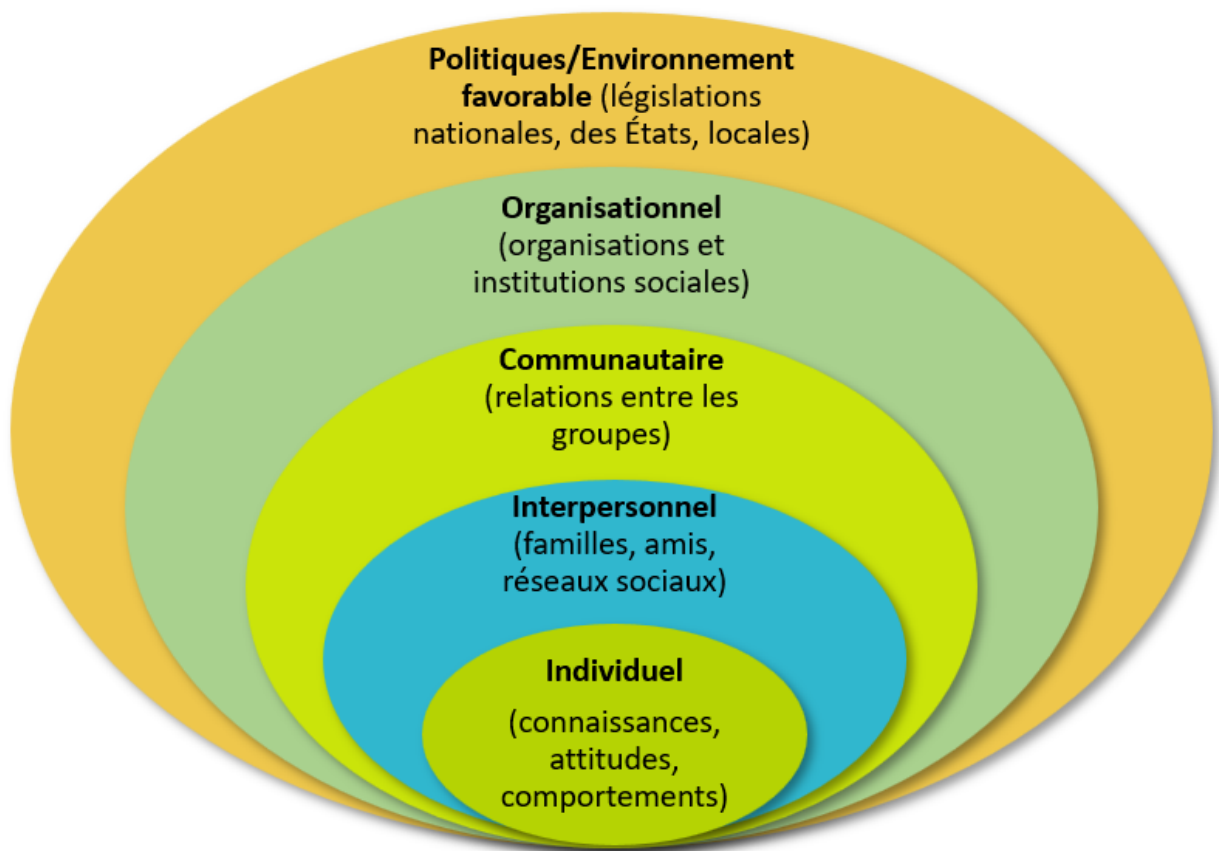 Politiques/Environnement
favorable (législations
nationales, des États, locales)
Organisationnel
(organisations et
institutions sociales)
Communautaire
(relations entre les
groupes)
Interpersonnel
(familles, amis,
réseaux sociaux)
Individuel
(connaissances,
attitudes,
comportements)